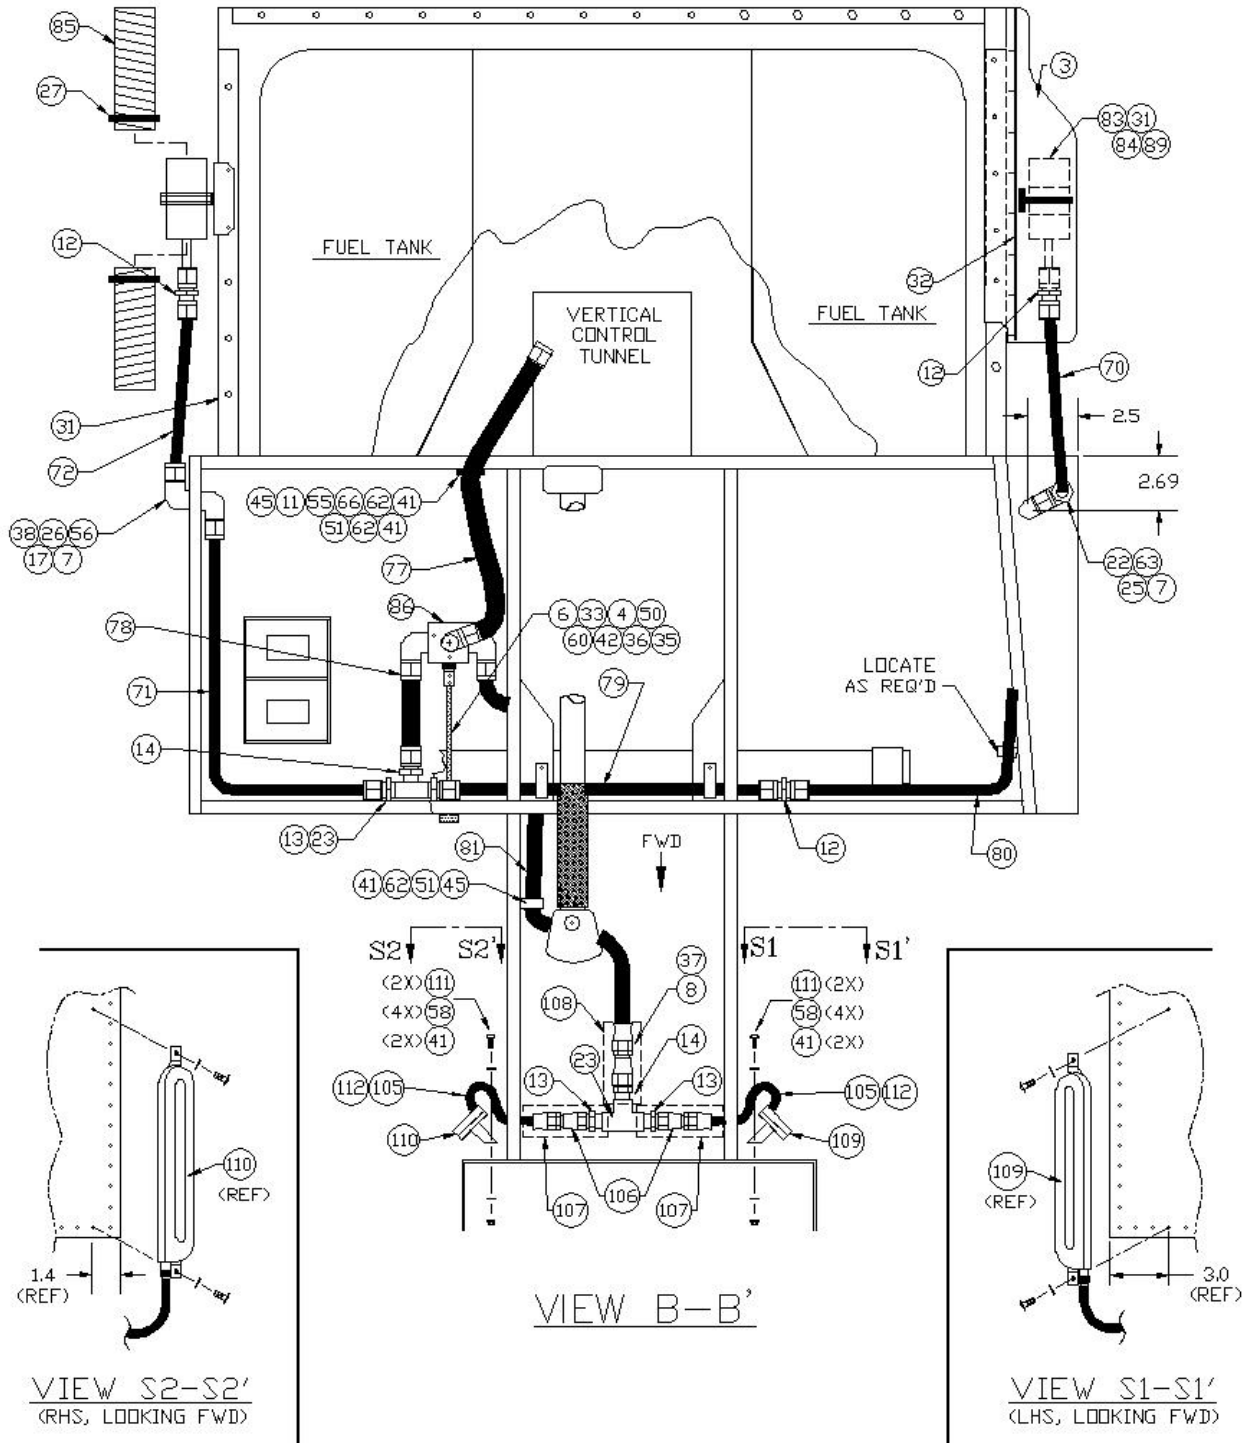 85
3
27
83 31
84 89
12
FUEL TANK
32
VERTICAL
CONTROL
TUNNEL
FUEL TANK
12
70
31
2.5
72
2.69
45 11 55 66 62 41
51 62 41
38 26 56
17 7
77
22 63
25 7
86
6 33 4 50
60 42 36 35
78
LOCATE
AS REQ'D
79
71
14
13 23
81
FWD
12
80
41 62 51 45
S2 S2' S1 S1'
37
(2X) 111
8
111 (2X)
108
(4X) 58
58 (4X)
(2X) 41
14
41 (2X)
23
13
13
112 105
105 112
110
109
110
(REF)
109
(REF)
107
106
107
1.4
(REF)
3.0
(REF)
VIEW B-B'
VIEW S2-S2'
(RHS, LOOKING FWD)
VIEW S1-S1'
(LHS, LOOKING FWD)